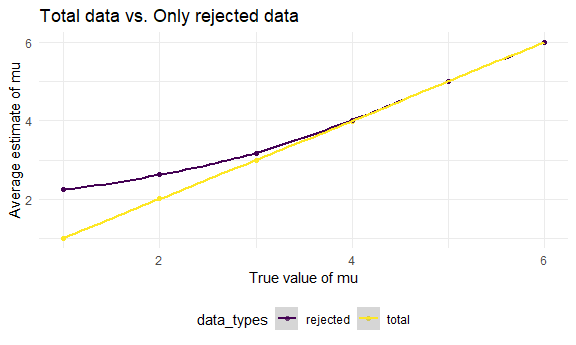 Total data vs. Only rejected data
Average estimate of mu
6
4
2
2
4
6
True value of mu
data_types
rejected
total